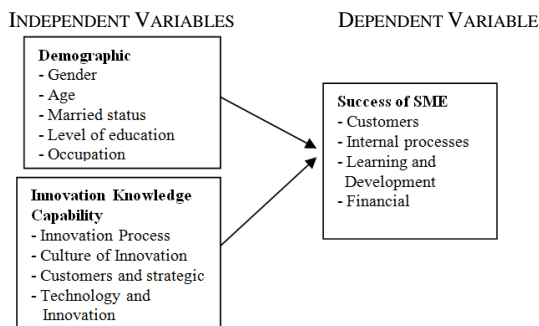 INDEPENDENT VARIABLES
Demographic
- Gender
- Age
- Married status
- Level of education
- Occupation
Innovation Knowledge
Capability
- Innovation Process
- Culture of Innovation
- Customers and strategic
- Technology and
Innovation
DEPENDENT VARIABLE
Success of SME
- Customers
- Internal processes
- Learning and
Development
- Financial